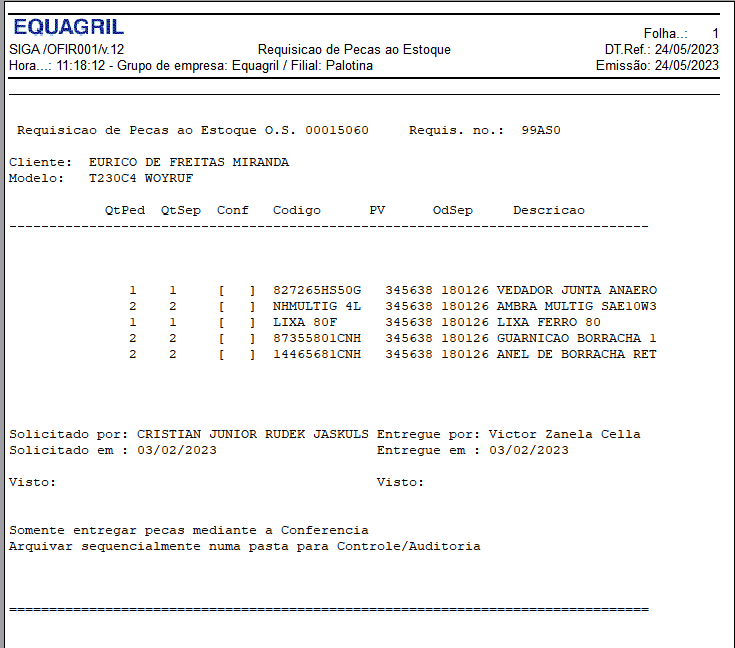 EQUAGRIL
Folha..: 1
SIGA /OFIR001/v.12 Requisicao de Pecas ao Estoque DT.Ref.: 24/05/2023
Hora...: 11:18:12 - Grupo de empresa: Equagril / Filial: Palotina Emissão: 24/05/2023
Requisicao de Pecas ao Estoque O.S. 00015060 Requis. no.: 99AS0
Cliente: EURICO DE FREITAS MIRANDA
Modelo: T230C4 WOYRUF
QtPed QtSep Conf Codigo PV OdSep Descricao
--------------------------------------------------------------------------------
1 1 [ ] 827265HS50G 345638 180126 VEDADOR JUNTA ANAERO
2 2 [ ] NHMULTIG 4L 345638 180126 AMBRA MULTIG SAE10W3
1 1 [ ] LIXA 80F 345638 180126 LIXA FERRO 80
2 2 [ ] 87355801CNH 345638 180126 GUARNICAO BORRACHA 1
2 2 [ ] 14465681CNH 345638 180126 ANEL DE BORRACHA RET
Solicitado por: CRISTIAN JUNIOR RUDEK JASKULS Entregue por: Victor Zanela Cella
Solicitado em : 03/02/2023 Entregue em : 03/02/2023
Visto: Visto:
Somente entregar pecas mediante a Conferencia
Arquivar sequencialmente numa pasta para Controle/Auditoria
================================================================================